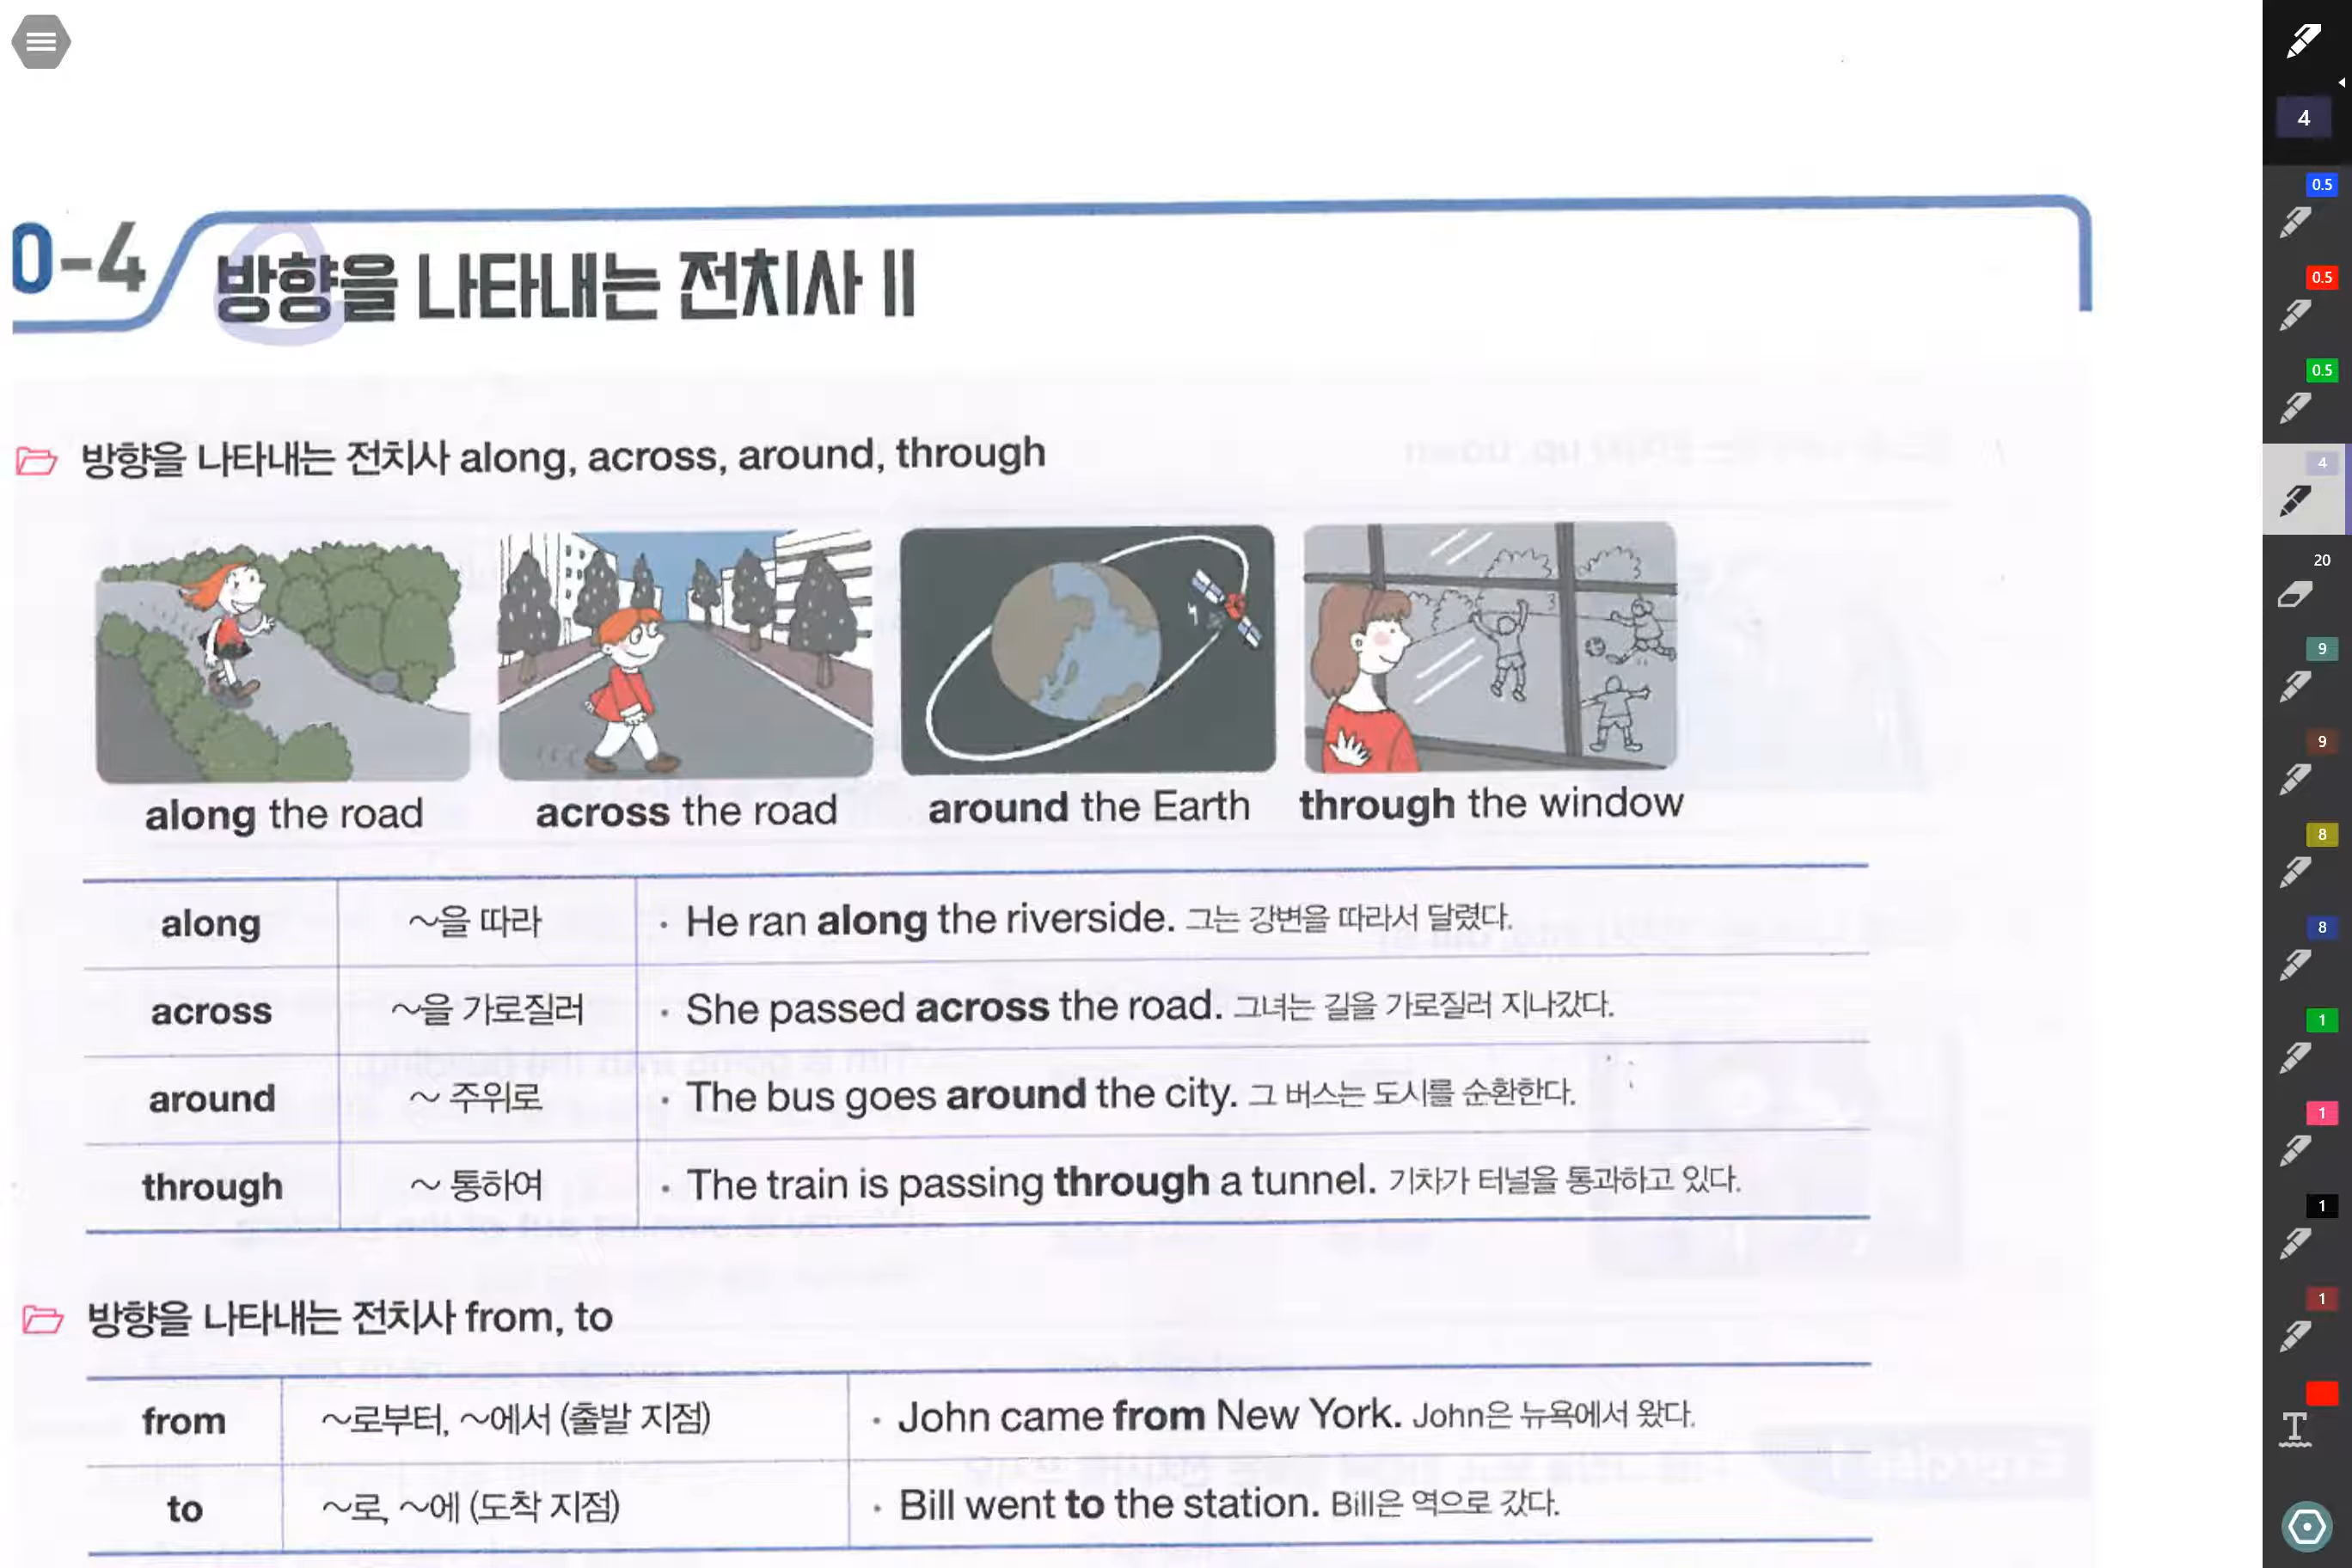 0-4
방향을 나타내는 전치사 II
방향을 나타내는 전치사 along, across, around, through
along the road
across the road
around the Earth
through the window
along ~을 따라 · He ran along the riverside. 그는 강변을 따라서 달렸다.
across ~을 가로질러 · She passed across the road. 그녀는 길을 가로질러 지나갔다.
around ~ 주위로 · The bus goes around the city. 그 버스는 도시를 순환한다.
through ~ 통하여 · The train is passing through a tunnel. 기차가 터널을 통과하고 있다.
방향을 나타내는 전치사 from, to
from ~로부터, ~에서 (출발 지점) · John came from New York. John은 뉴욕에서 왔다.
to ~로, ~에 (도착 지점) · Bill went to the station. Bill은 역으로 갔다.
4
0.5
0.5
0.5
4
20
9
9
8
8
1
1
1
1
T